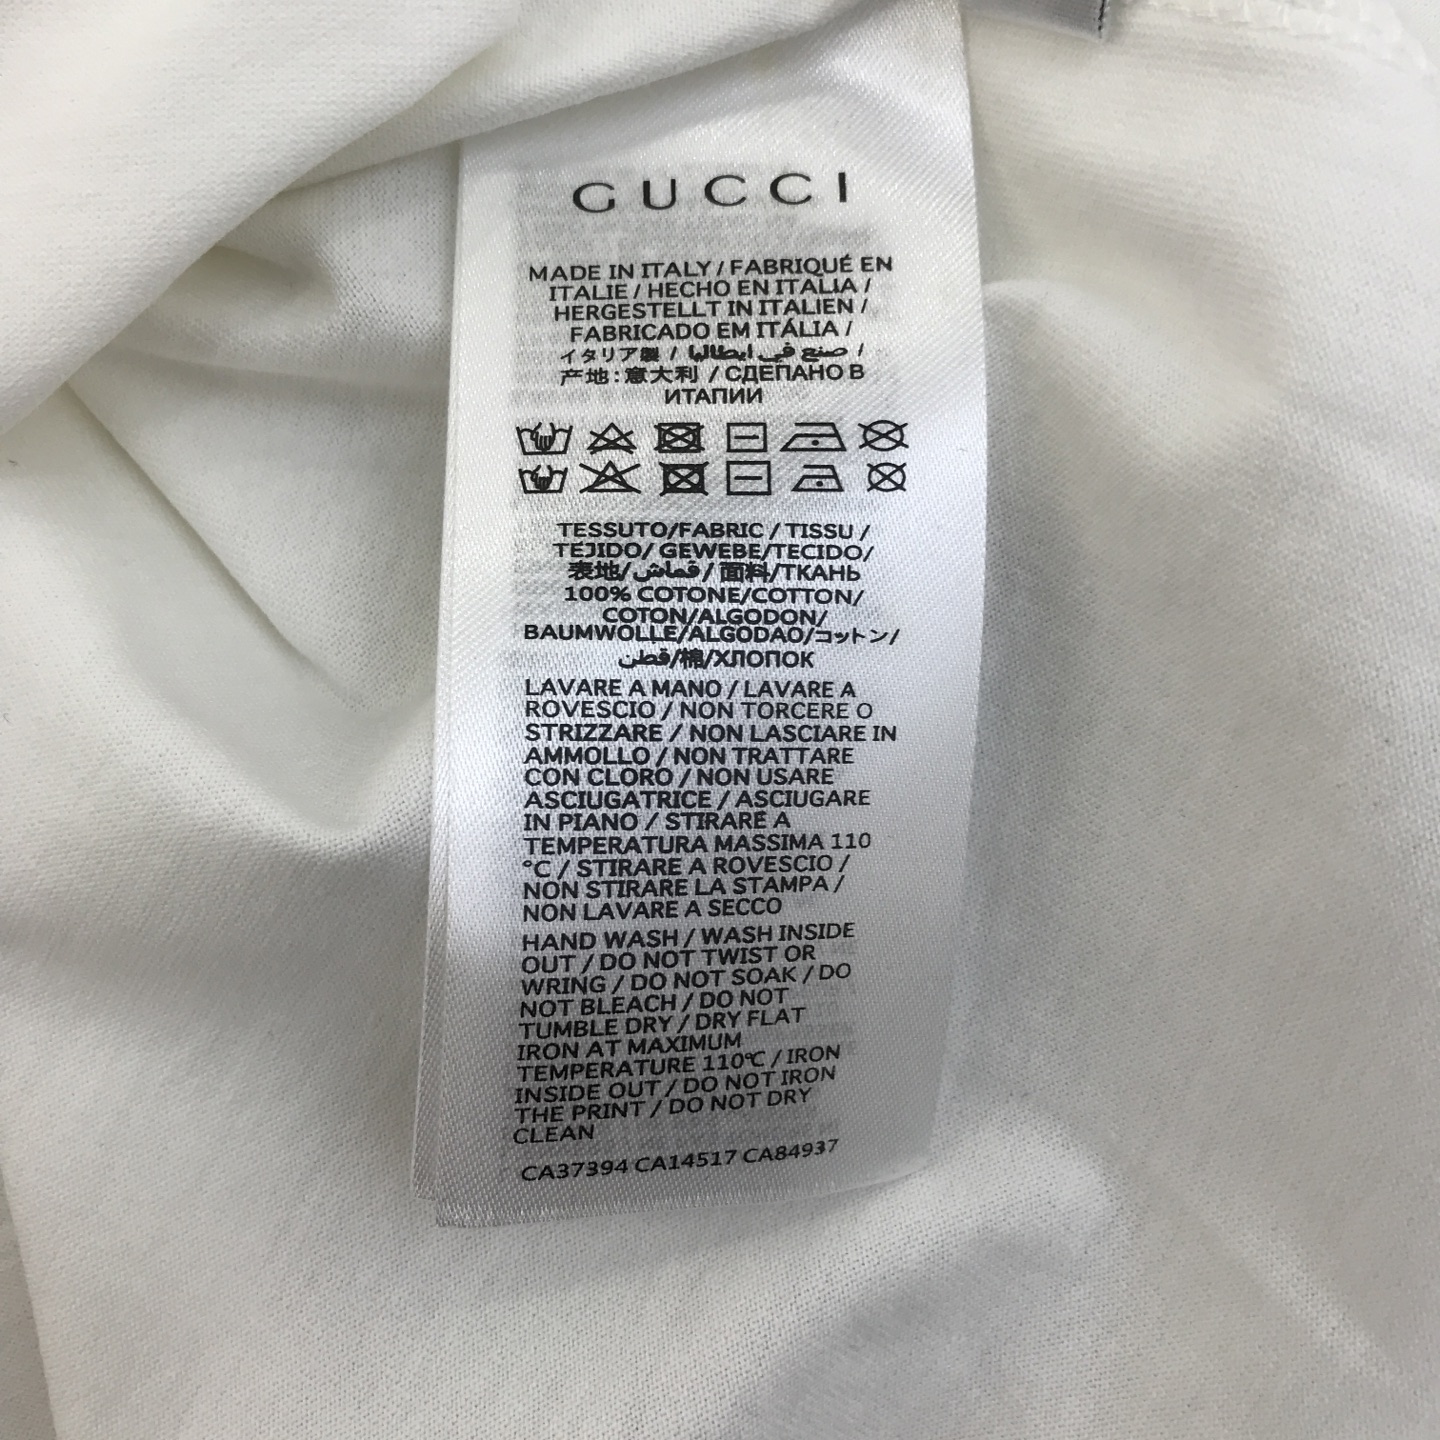 GUCCI
MADE IN ITALY / FABRIQUÉ EN
ITALIE / HECHO EN ITALIA /
HERGESTELLT IN ITALIEN /
FABRICADO EM ITÁLIA /
イタリア製 / صنع في ايطاليا /
产地:意大利 / СДЕПАНО В
ИТАПИИ
TESSUTO/FABRIC / TISSU /
TEJIDO/ GEWEBE/TECIDO/
表地/قماش/ 面料/ТКАНЬ
100% COTONE/COTTON/
COTON/ALGODON/
BAUMWOLLE/ALGODAO/コットン/
قطن/棉/ХЛОПОК
LAVARE A MANO / LAVARE A
ROVESCIO / NON TORCERE O
STRIZZARE / NON LASCIARE IN
AMMOLLO / NON TRATTARE
CON CLORO / NON USARE
ASCIUGATRICE / ASCIUGARE
IN PIANO / STIRARE A
TEMPERATURA MASSIMA 110
°C / STIRARE A ROVESCIO /
NON STIRARE LA STAMPA /
NON LAVARE A SECCO
HAND WASH / WASH INSIDE
OUT / DO NOT TWIST OR
WRING / DO NOT SOAK / DO
NOT BLEACH / DO NOT
TUMBLE DRY / DRY FLAT
IRON AT MAXIMUM
TEMPERATURE 110℃ / IRON
INSIDE OUT / DO NOT IRON
THE PRINT / DO NOT DRY
CLEAN
CA37394 CA14517 CA84937